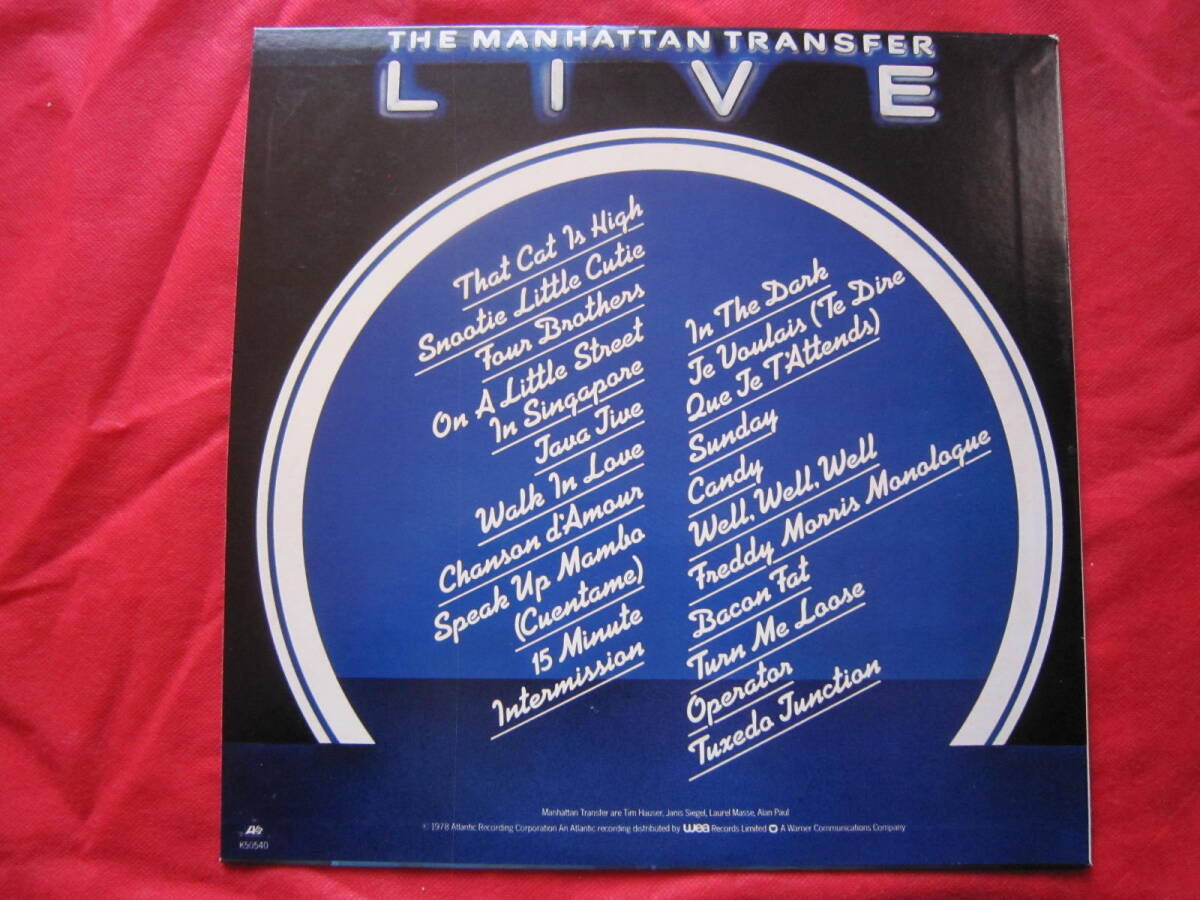 THE MANHATTAN TRANSFER
LIVE
That Cat Is High
Snootie Little Cutie
Four Brothers
On A Little Street
In Singapore
Java Jive
Walk In Love
Chanson d'Amour
Speak Up Mambo
(Cuentame)
15 Minute
Intermission
In The Dark
Je Voulais (Te Dire
Que Je T'Attends)
Sunday
Candy
Well, Well, Well
Freddy Morris Monologue
Bacon Fat
Turn Me Loose
Operator
Tuxedo Junction
Manhattan Transfer are Tim Hauser, Janis Siegel, Laurel Masse, Alan Paul
© 1978 Atlantic Recording Corporation An Atlantic recording distributed by wea Records Limited A Warner Communications Company
K50540